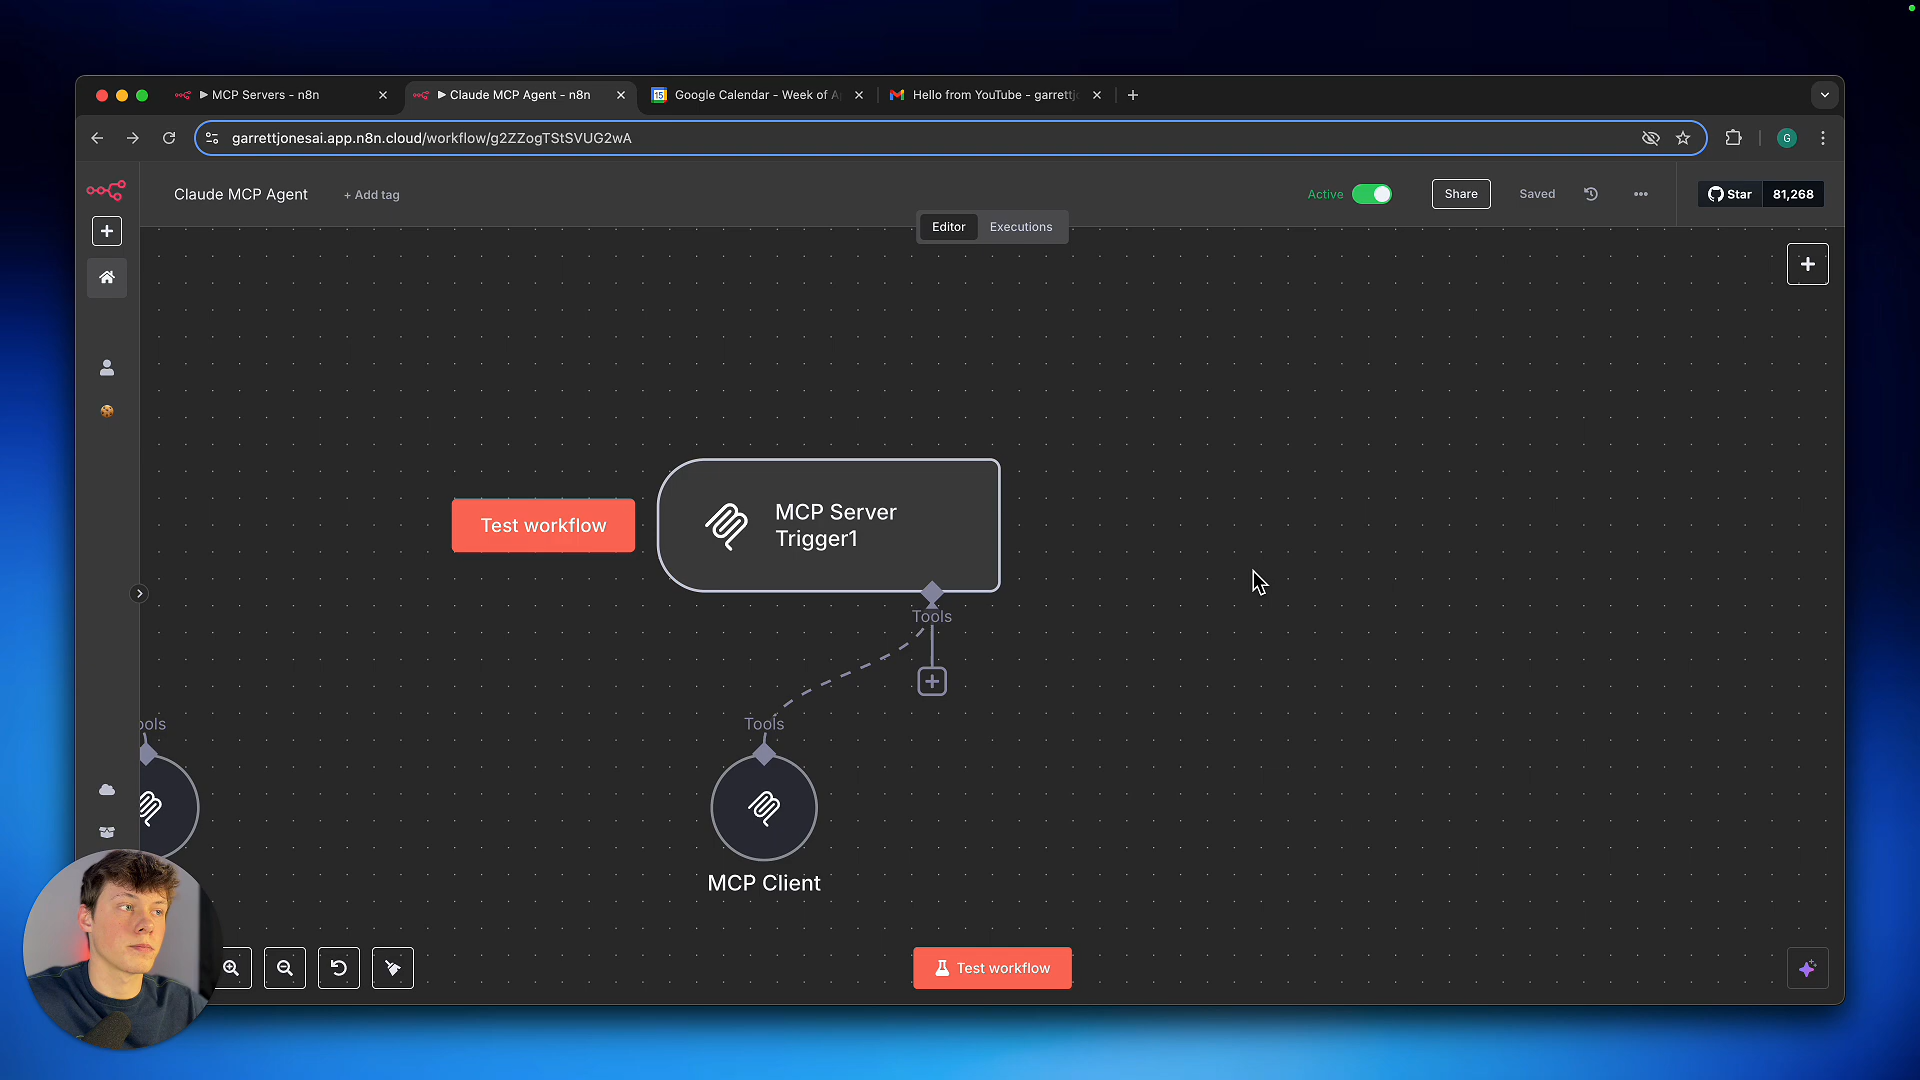 MCP Servers - n8n
Claude MCP Agent - n8n
Google Calendar - Week of A
Hello from YouTube - garrettj
garrettjonesai.app.n8n.cloud/workflow/g2ZZogTStSVUG2wA
G
Claude MCP Agent
+ Add tag
Active
Share
Saved
Star
81,268
Editor
Executions
Test workflow
MCP Server
Trigger1
Tools
Tools
ools
MCP Client
Test workflow
15